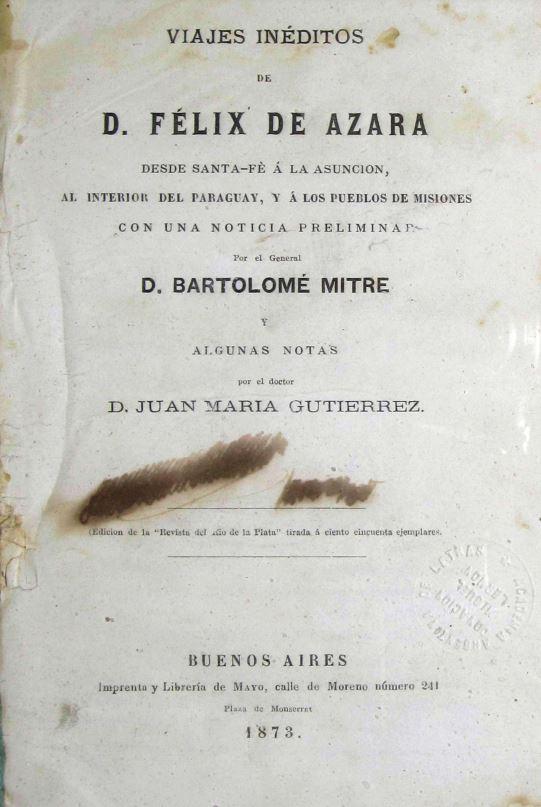 VIAJES INÉDITOS
DE
D. FÉLIX DE AZARA
DESDE SANTA-FÈ Á LA ASUNCION,
AL INTERIOR DEL PARAGUAY, Y Á LOS PUEBLOS DE MISIONES
CON UNA NOTICIA PRELIMINAR
Por el General
D. BARTOLOMÉ MITRE
Y
ALGUNAS NOTAS
por el doctor
D. JUAN MARIA GUTIERREZ.
(Edicion de la "Revista del Rio de la Plata" tirada á ciento cincuenta ejemplares.
BUENOS AIRES
Imprenta y Librería de MAYO, calle de Moreno número 241
Plaza de Monserrat
1873.
ACADEMIA DE LETRAS